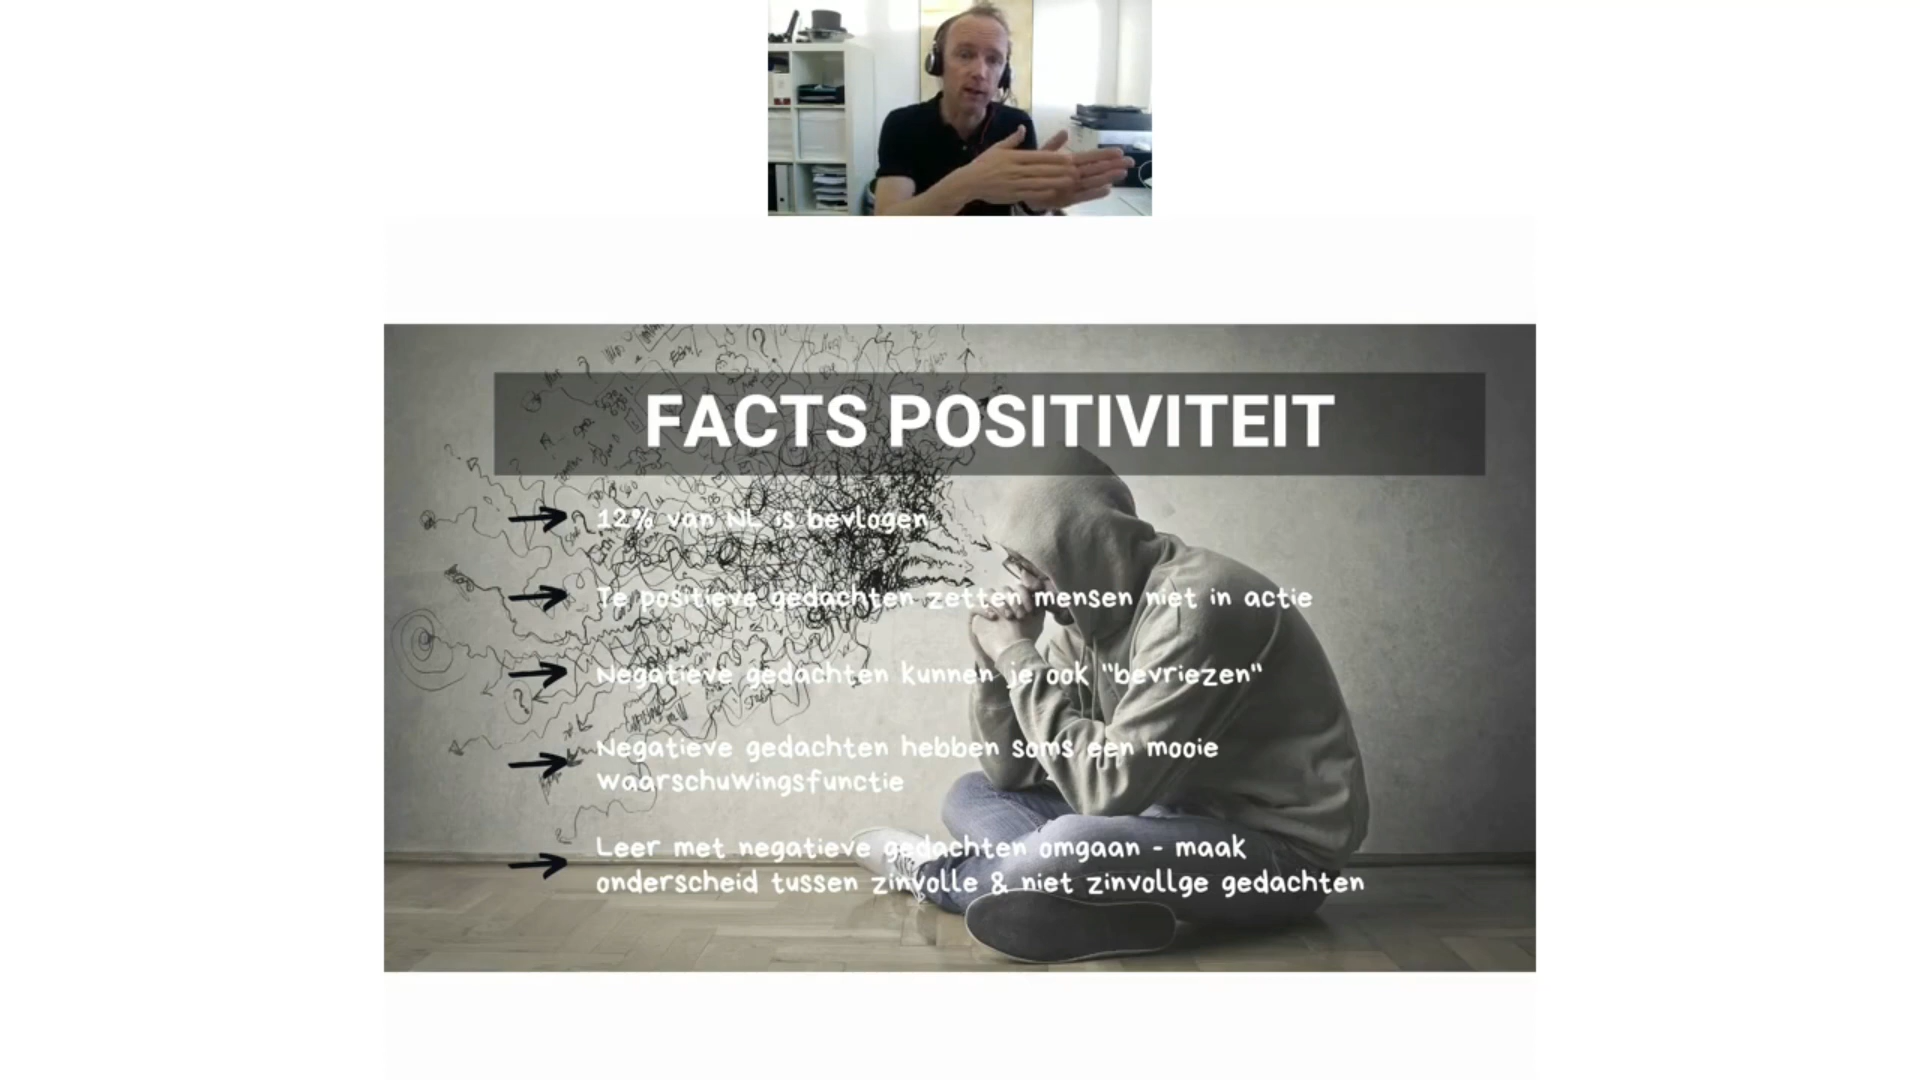 FACTS POSITIVITEIT
12% van NL is bevlogen
Te positieve gedachten zetten mensen niet in actie
Negatieve gedachten kunnen je ook "bevriezen"
Negatieve gedachten hebben soms een mooie
waarschuwingsfunctie
Leer met negatieve gedachten omgaan - maak
onderscheid tussen zinvolle & niet zinvollge gedachten